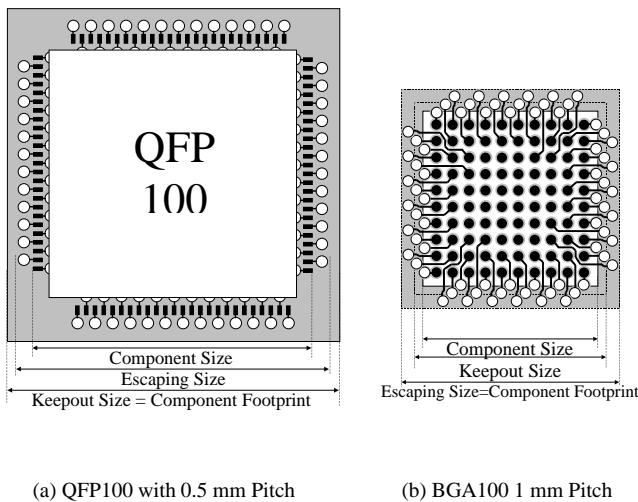 QFP
100
Component Size
Escaping Size
Keepout Size = Component Footprint
Component Size
Keepout Size
Escaping Size=Component Footprint
(a) QFP100 with 0.5 mm Pitch
(b) BGA100 1 mm Pitch